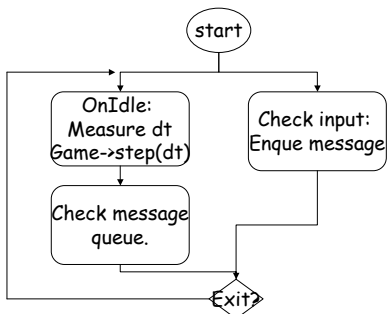 start
OnIdle:
Measure dt
Game->step(dt)
Check input:
Enque message
Check message
queue.
Exit?